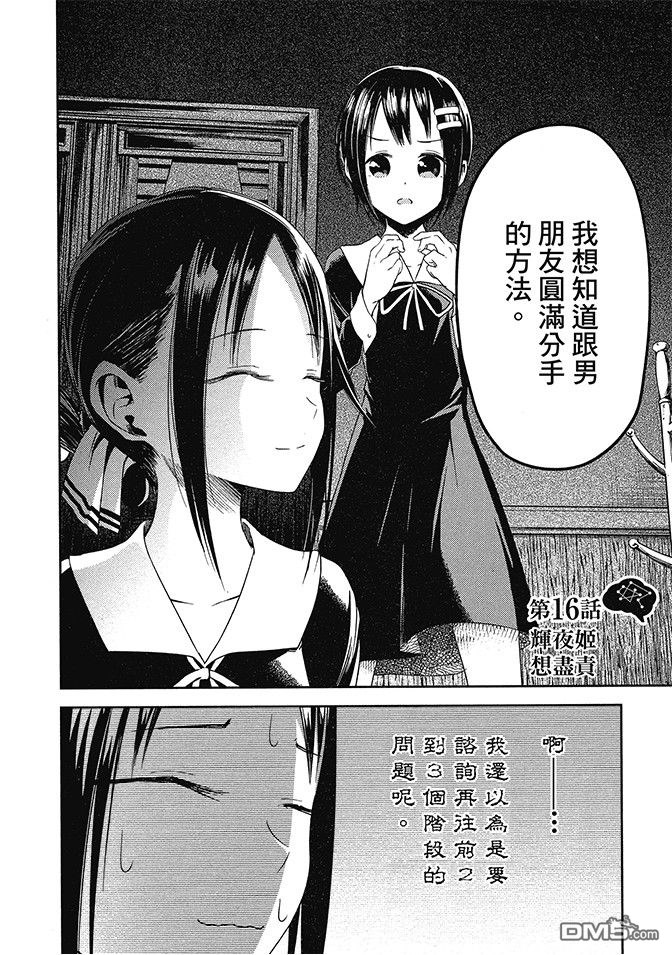 我想知道跟男
朋友圓滿分手
的方法。
第16話
輝夜姬
想盡責
啊——…
我還以為是要
諮詢再往前2
到3個階段的
問題呢。
DM5.com